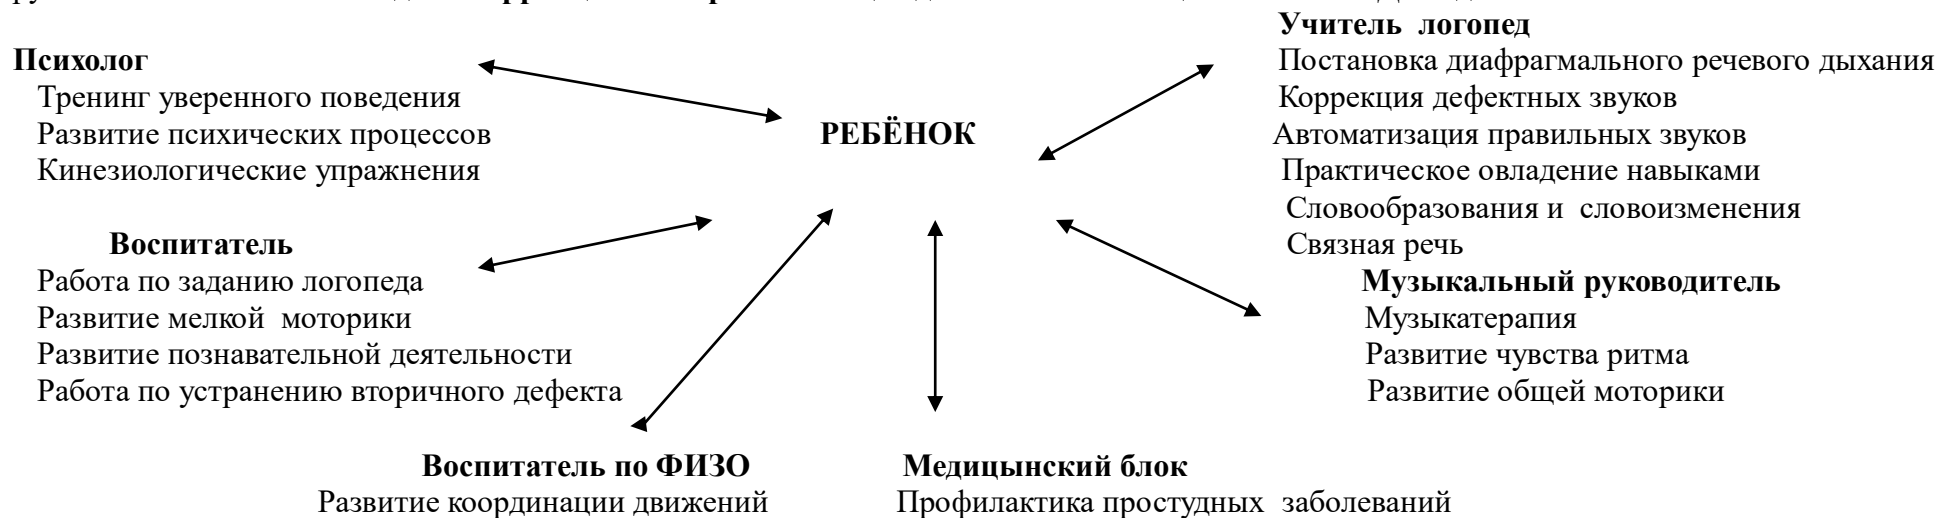 Психолог
Тренинг уверенного поведения
Развитие психических процессов
Кинезиологические упражнения
Воспитатель
Работа по заданию логопеда
Развитие мелкой моторики
Развитие познавательной деятельности
Работа по устранению вторичного дефекта
РЕБЁНОК
Учитель логопед
Постановка диафрагмального речевого дыхания
Коррекция дефектных звуков
Автоматизация правильных звуков
Практическое овладение навыками
Словообразования и словоизменения
Связная речь
Музыкальный руководитель
Музыкатерапия
Развитие чувства ритма
Развитие общей моторики
Воспитатель по ФИЗО
Развитие координации движений
Медицынский блок
Профилактика простудных заболеваний